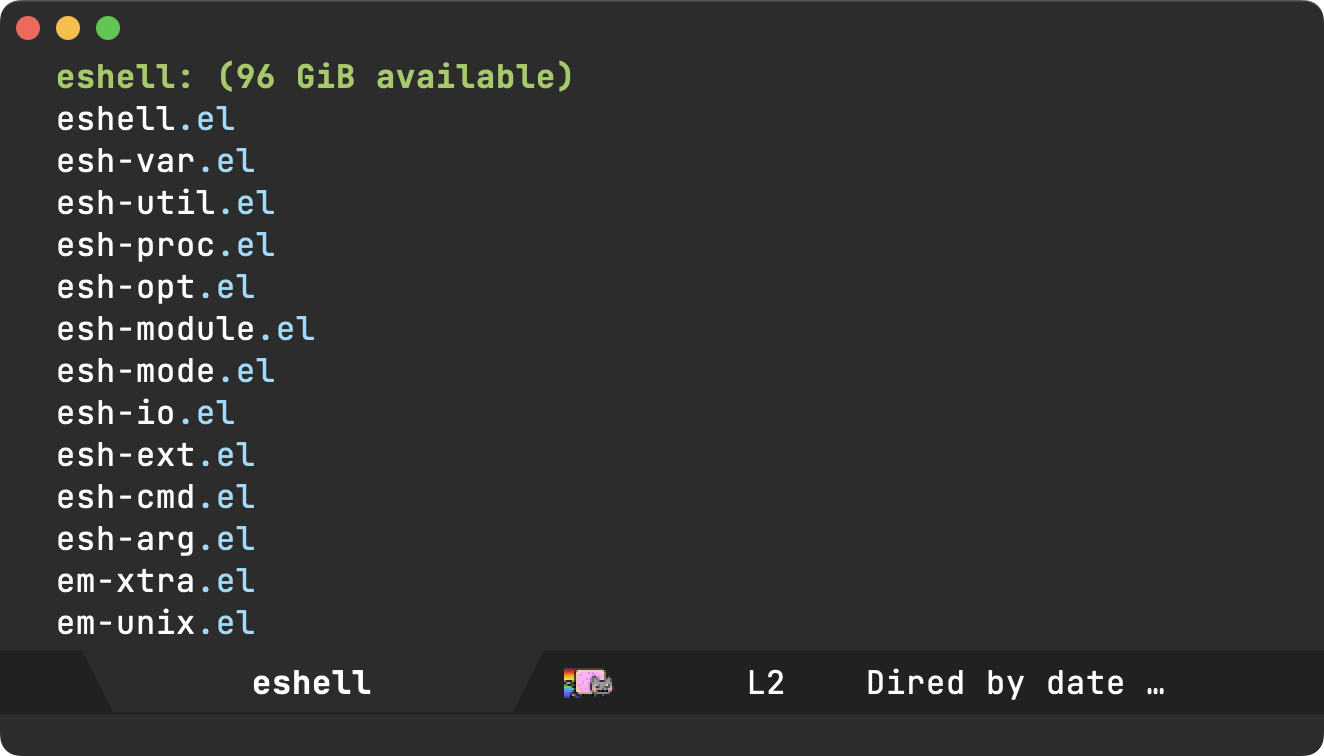 eshell: (96 GiB available)
eshell.el
esh-var.el
esh-util.el
esh-proc.el
esh-opt.el
esh-module.el
esh-mode.el
esh-io.el
esh-ext.el
esh-cmd.el
esh-arg.el
em-xtra.el
em-unix.el
eshell L2 Dired by date …